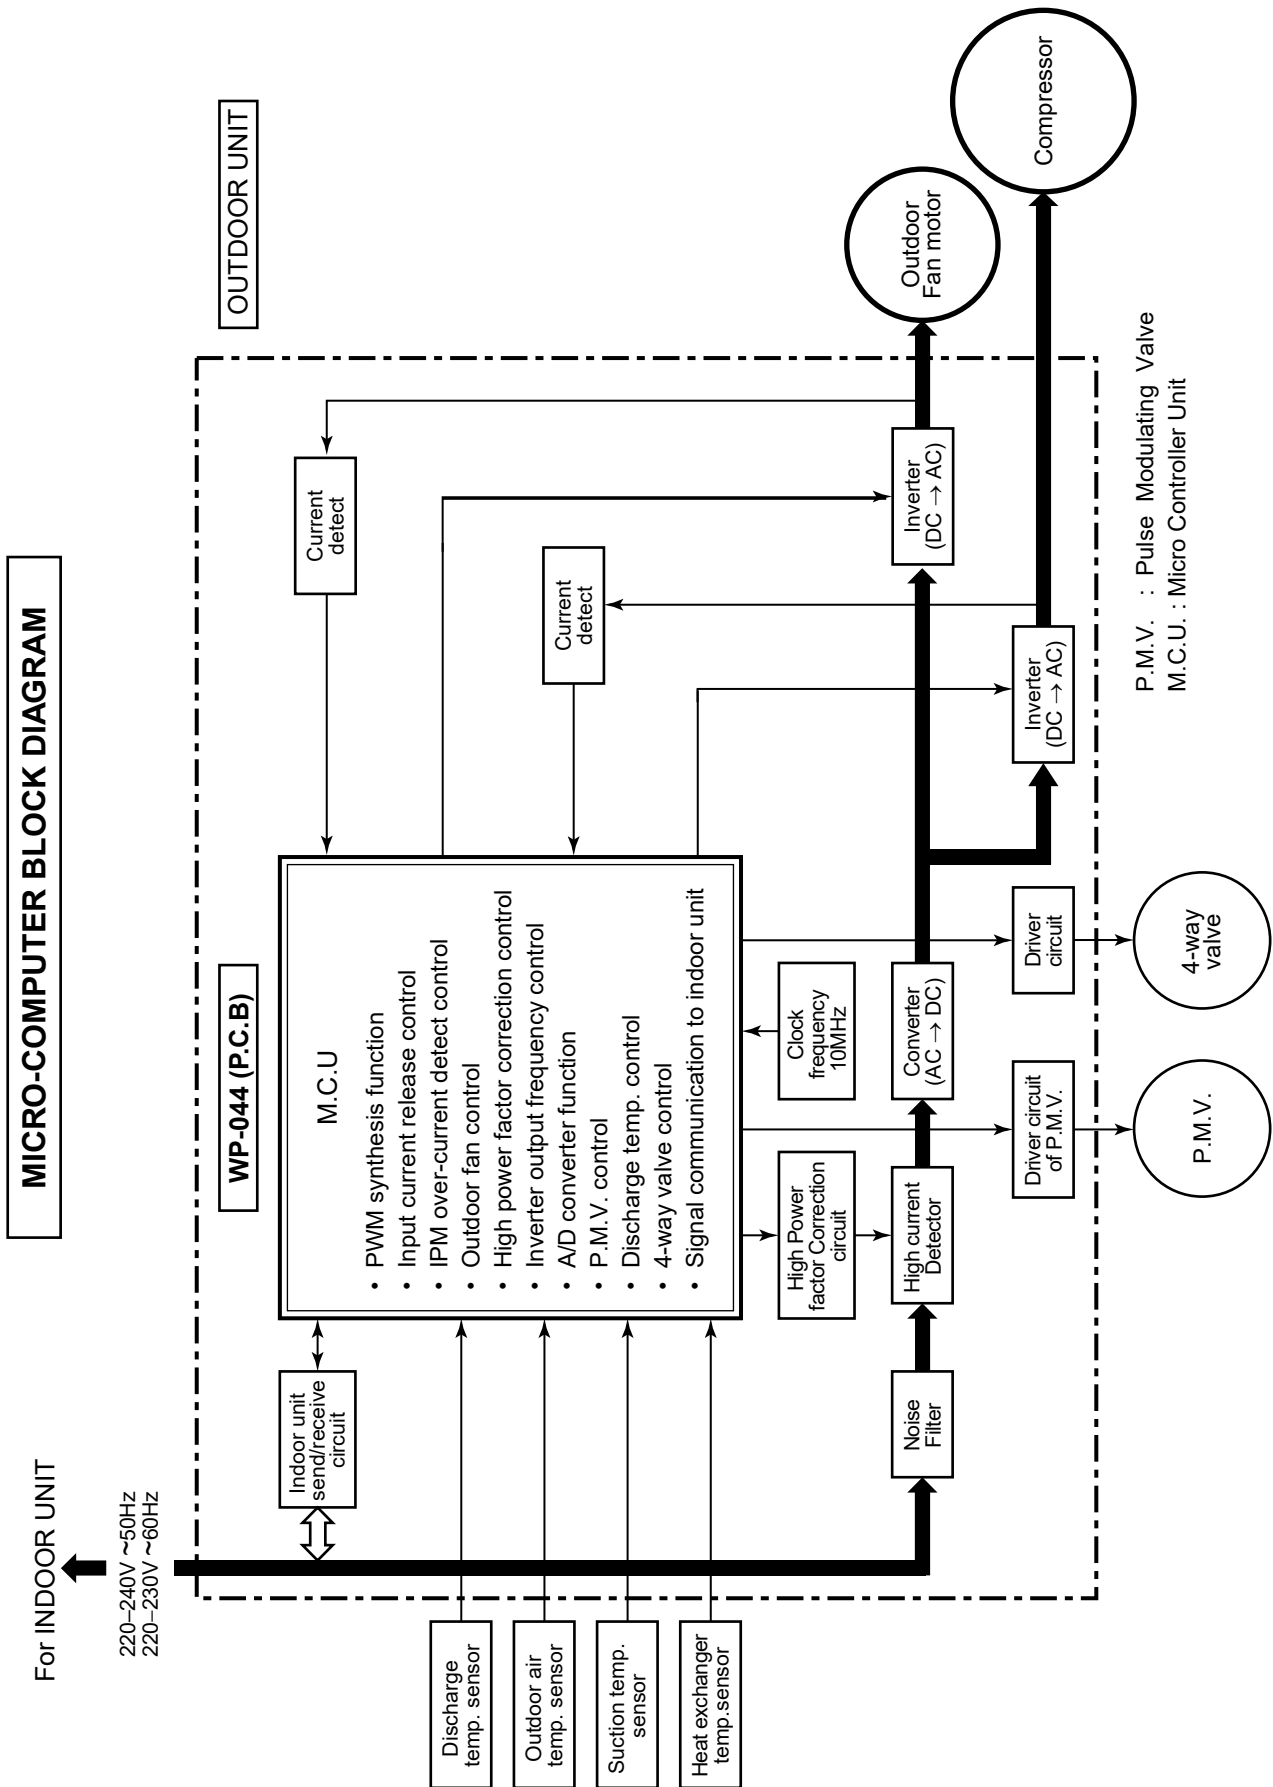 MICRO-COMPUTER BLOCK DIAGRAM
For INDOOR UNIT
220–240V ~50Hz
220–230V ~60Hz
WP-044 (P.C.B)
OUTDOOR UNIT
Discharge
temp. sensor
Outdoor air
temp. sensor
Suction temp.
sensor
Heat exchanger
temp.sensor
Indoor unit
send/receive
circuit
M.C.U
• PWM synthesis function
• Input current release control
• IPM over-current detect control
• Outdoor fan control
• High power factor correction control
• Inverter output frequency control
• A/D converter function
• P.M.V. control
• Discharge temp. control
• 4-way valve control
• Signal communication to indoor unit
Current
detect
Current
detect
High Power
factor Correction
circuit
Clock
frequency
10MHz
Noise
Filter
High current
Detector
Converter
(AC → DC)
Inverter
(DC → AC)
Outdoor
Fan motor
Driver circuit
of P.M.V.
Driver
circuit
Inverter
(DC → AC)
Compressor
P.M.V.
4-way
valve
P.M.V. : Pulse Modulating Valve
M.C.U. : Micro Controller Unit